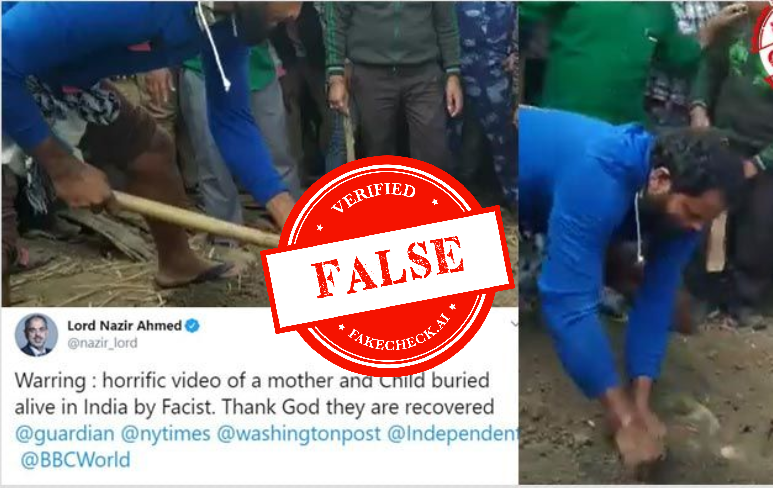 VERIFIED
FALSE
FAKECHECK.AI
Lord Nazir Ahmed
@nazir_lord
Warring : horrific video of a mother and Child buried
alive in India by Facist. Thank God they are recovered
@guardian @nytimes @washingtonpost @Independent
@BBCWorld